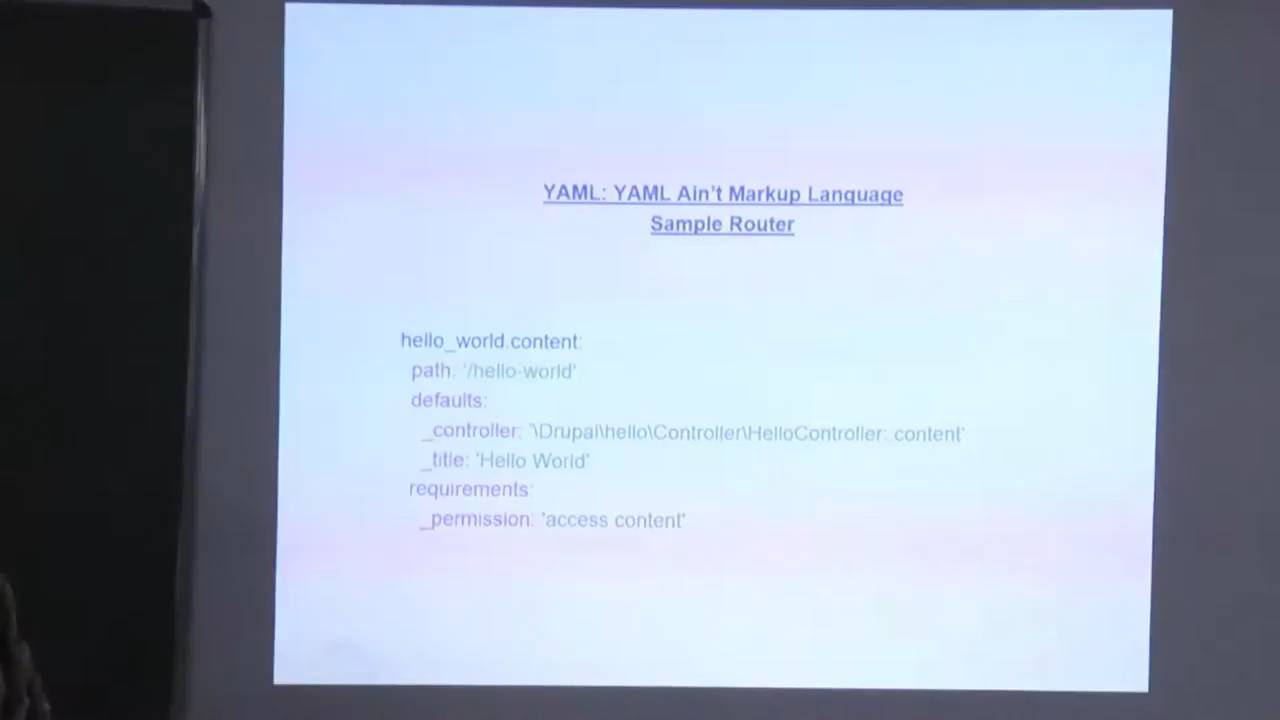 YAML: YAML Ain't Markup Language
Sample Router
hello_world.content:
path: '/hello-world'
defaults:
_controller: '\Drupal\hello\Controller\HelloController::content'
_title: 'Hello World'
requirements:
_permission: 'access content'